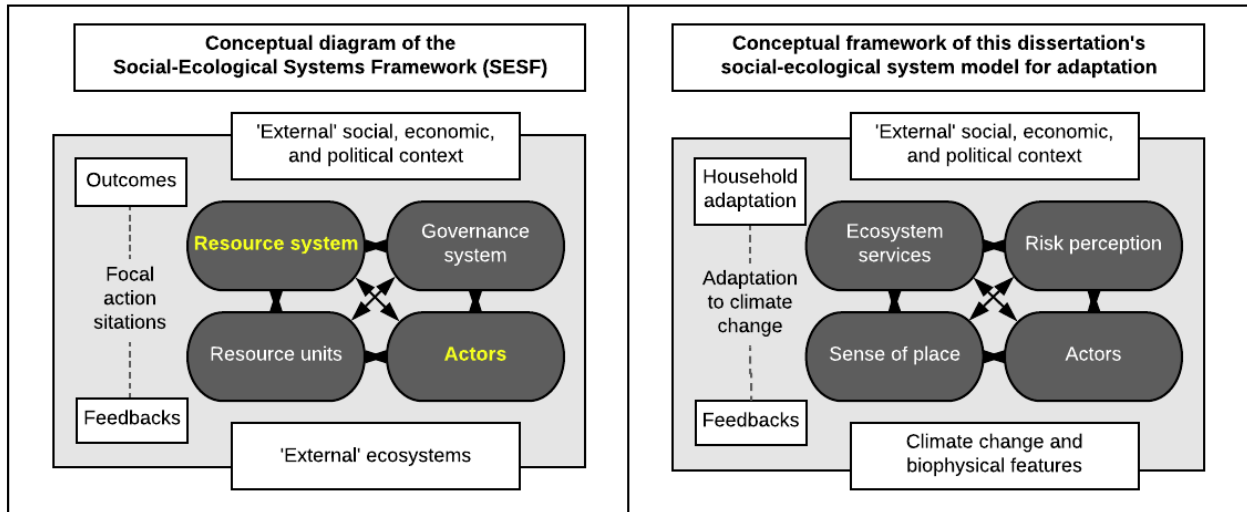 Conceptual diagram of the
Social-Ecological Systems Framework (SESF)
'External' social, economic,
and political context
Outcomes
Resource system
Governance
system
Focal
action
sitations
Resource units
Actors
Feedbacks
'External' ecosystems
Conceptual framework of this dissertation's
social-ecological system model for adaptation
'External' social, economic,
and political context
Household
adaptation
Ecosystem
services
Risk perception
Adaptation
to climate
change
Sense of place
Actors
Feedbacks
Climate change and
biophysical features